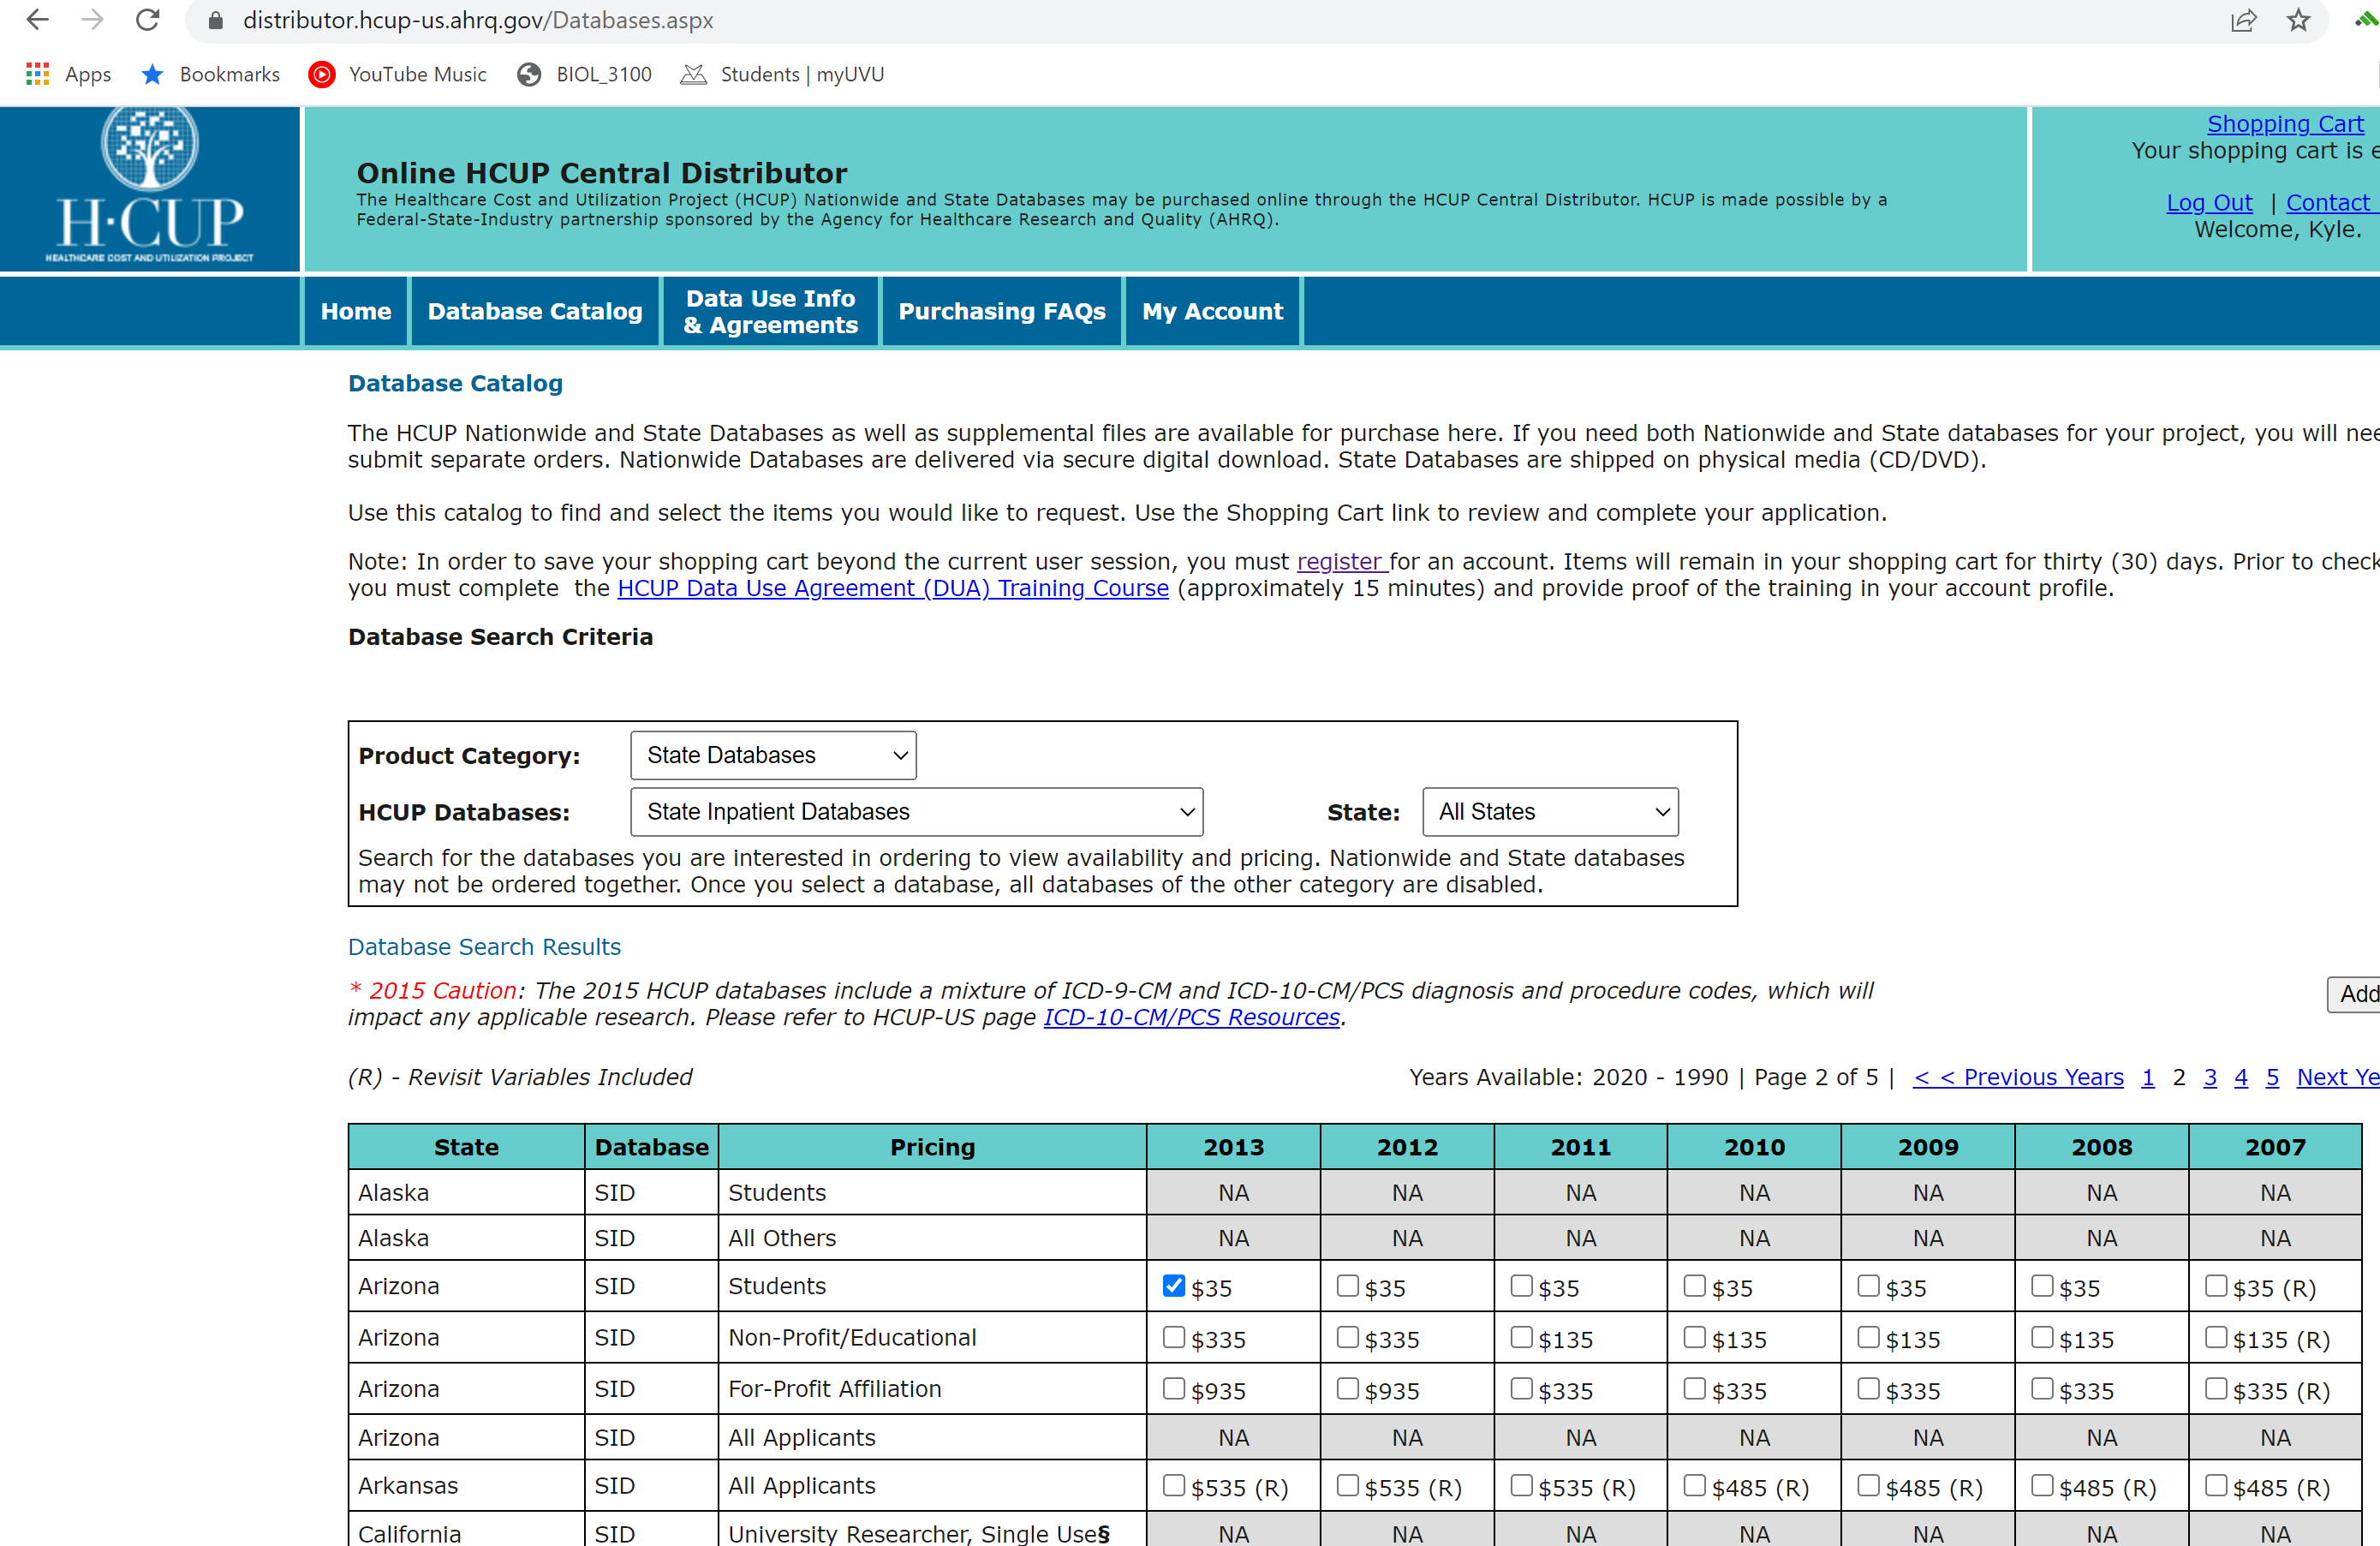 distributor.hcup-us.ahrq.gov/Databases.aspx
Apps Bookmarks YouTube Music BIOL_3100 Students | myUVU
H·CUP
HEALTHCARE COST AND UTILIZATION PROJECT
Online HCUP Central Distributor
The Healthcare Cost and Utilization Project (HCUP) Nationwide and State Databases may be purchased online through the HCUP Central Distributor. HCUP is made possible by a
Federal-State-Industry partnership sponsored by the Agency for Healthcare Research and Quality (AHRQ).
Shopping Cart
Your shopping cart is
Log Out | Contact
Welcome, Kyle.
Home Database Catalog Data Use Info & Agreements Purchasing FAQs My Account
Database Catalog
The HCUP Nationwide and State Databases as well as supplemental files are available for purchase here. If you need both Nationwide and State databases for your project, you will
submit separate orders. Nationwide Databases are delivered via secure digital download. State Databases are shipped on physical media (CD/DVD).
Use this catalog to find and select the items you would like to request. Use the Shopping Cart link to review and complete your application.
Note: In order to save your shopping cart beyond the current user session, you must register for an account. Items will remain in your shopping cart for thirty (30) days. Prior to
you must complete the HCUP Data Use Agreement (DUA) Training Course (approximately 15 minutes) and provide proof of the training in your account profile.
Database Search Criteria
Product Category: State Databases
HCUP Databases: State Inpatient Databases State: All States
Search for the databases you are interested in ordering to view availability and pricing. Nationwide and State databases
may not be ordered together. Once you select a database, all databases of the other category are disabled.
Database Search Results
* 2015 Caution: The 2015 HCUP databases include a mixture of ICD-9-CM and ICD-10-CM/PCS diagnosis and procedure codes, which will
impact any applicable research. Please refer to HCUP-US page ICD-10-CM/PCS Resources.
Add
(R) - Revisit Variables Included
Years Available: 2020 - 1990 | Page 2 of 5 | < < Previous Years 1 2 3 4 5 Next
State Database Pricing 2013 2012 2011 2010 2009 2008 2007
Alaska SID Students NA NA NA NA NA NA NA
Alaska SID All Others NA NA NA NA NA NA NA
Arizona SID Students $35 $35 $35 $35 $35 $35 $35 (R)
Arizona SID Non-Profit/Educational $335 $335 $135 $135 $135 $135 $135 (R)
Arizona SID For-Profit Affiliation $935 $935 $335 $335 $335 $335 $335 (R)
Arizona SID All Applicants NA NA NA NA NA NA NA
Arkansas SID All Applicants $535 (R) $535 (R) $535 (R) $485 (R) $485 (R) $485 (R) $485 (R)
California SID University Researcher, Single Use§ NA NA NA NA NA NA NA